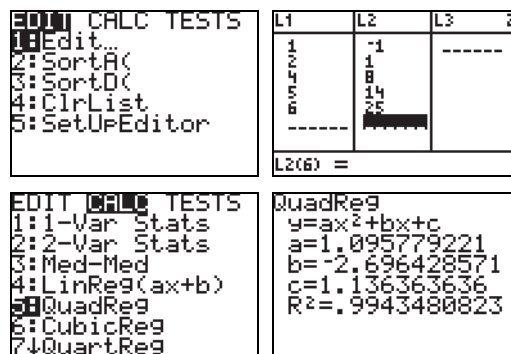 EDIT CALC TESTS
1:Edit…
2:SortA(
3:SortD(
4:ClrList
5:SetUpEditor
L1 L2 L3 2
1 -1 ------
2 1
4 8
5 14
6 25
------
L2(6) =
EDIT CALC TESTS
1:1-Var Stats
2:2-Var Stats
3:Med-Med
4:LinReg(ax+b)
5:QuadReg
6:CubicReg
7↓QuartReg
QuadReg
y=ax²+bx+c
a=1.095779221
b=-2.696428571
c=1.136363636
R²=.9943480823